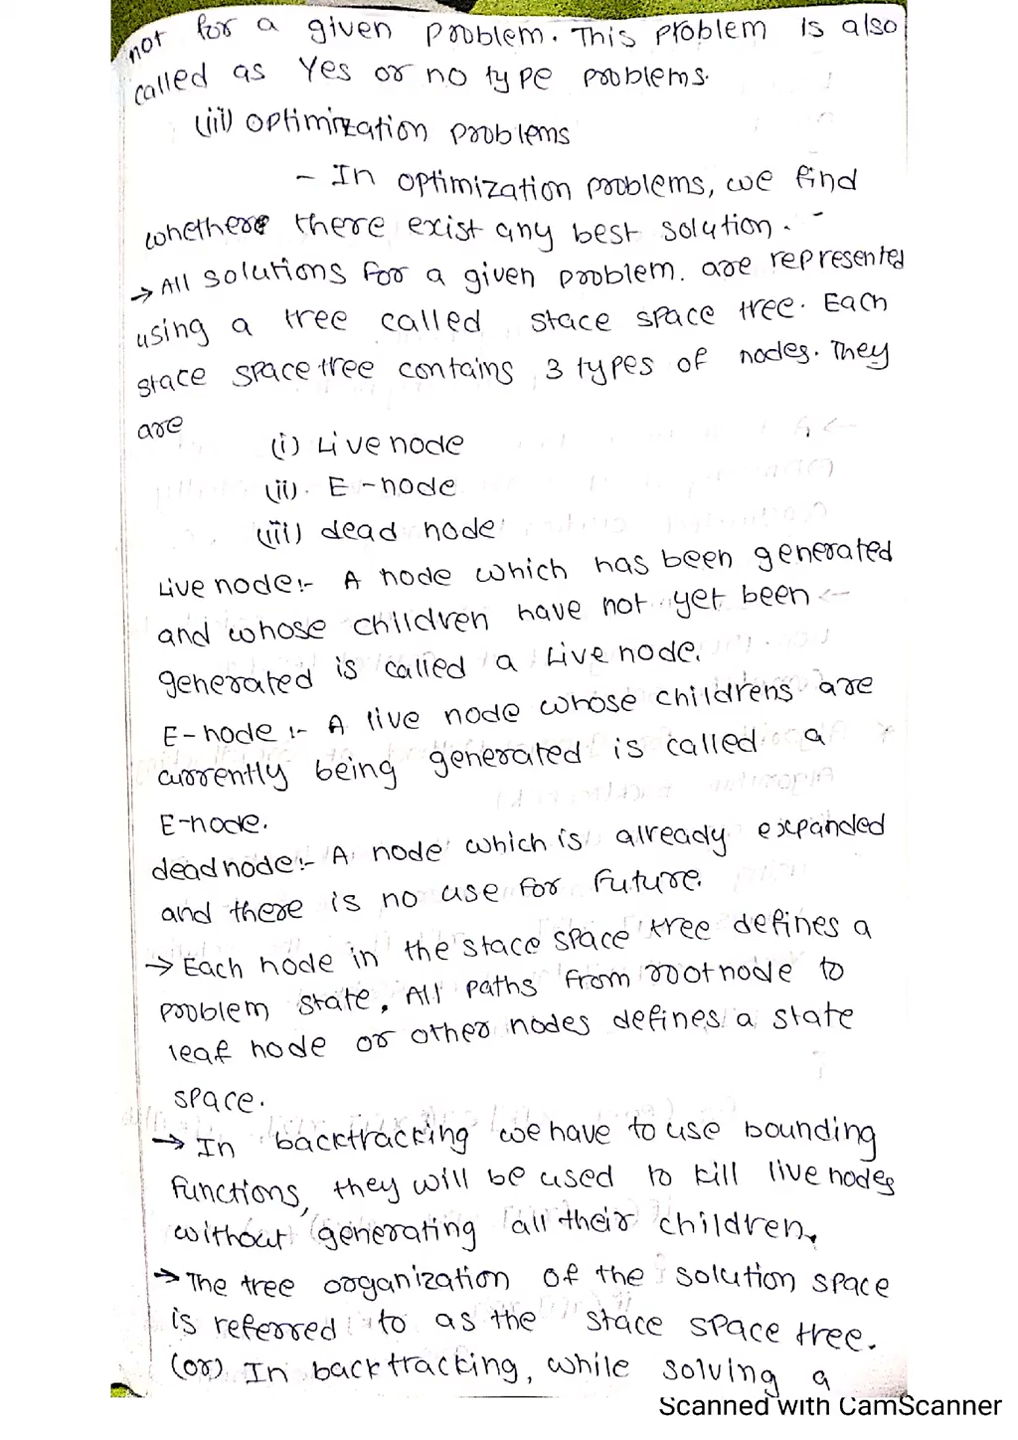 not for a given problem. This problem is also
called as Yes or no type problems.
(iii) optimization problems
- In optimization problems, we find
whethere there exist any best solution.
→ All solutions for a given problem. are represented
using a tree called stace space tree. Each
stace space tree contains 3 types of nodes. They
are
(i) Live node
(ii). E-node
(iii) dead node
Live node:- A node which has been generated
and whose children have not yet been
generated is called a Live node.
E-node :- A live node whose childrens are
currently being generated is called a
E-node.
dead node:- A node which is already expanded
and there is no use for future.
→ Each node in the stace space tree defines a
problem state. All paths from root node to
leaf node or other nodes defines a state
space.
→ In backtracking we have to use bounding
functions, they will be used to kill live nodes
without generating all their children.
→ The tree organization of the solution space
is referred to as the stace space tree.
(or) In backtracking, while solving a
Scanned with CamScanner